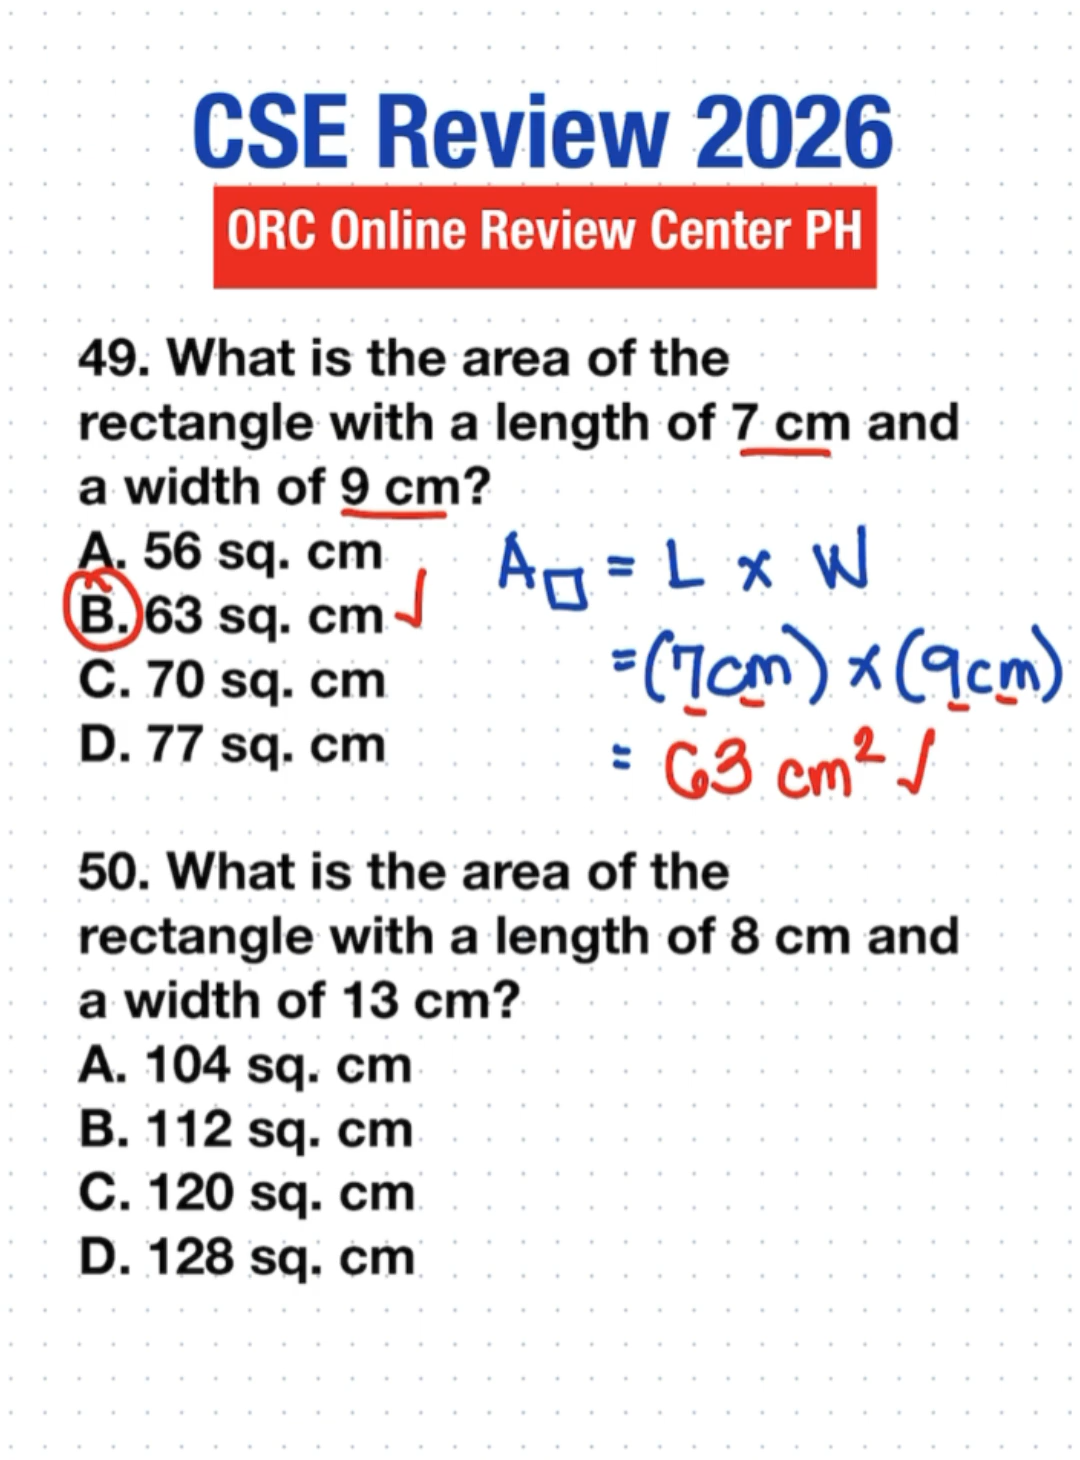 CSE Review 2026
ORC Online Review Center PH
49. What is the area of the
rectangle with a length of 7 cm and
a width of 9 cm?
A. 56 sq. cm
B. 63 sq. cm
C. 70 sq. cm
D. 77 sq. cm
A▭ = L x W
=(7cm) x (9cm)
= 63 cm² ✓
50. What is the area of the
rectangle with a length of 8 cm and
a width of 13 cm?
A. 104 sq. cm
B. 112 sq. cm
C. 120 sq. cm
D. 128 sq. cm